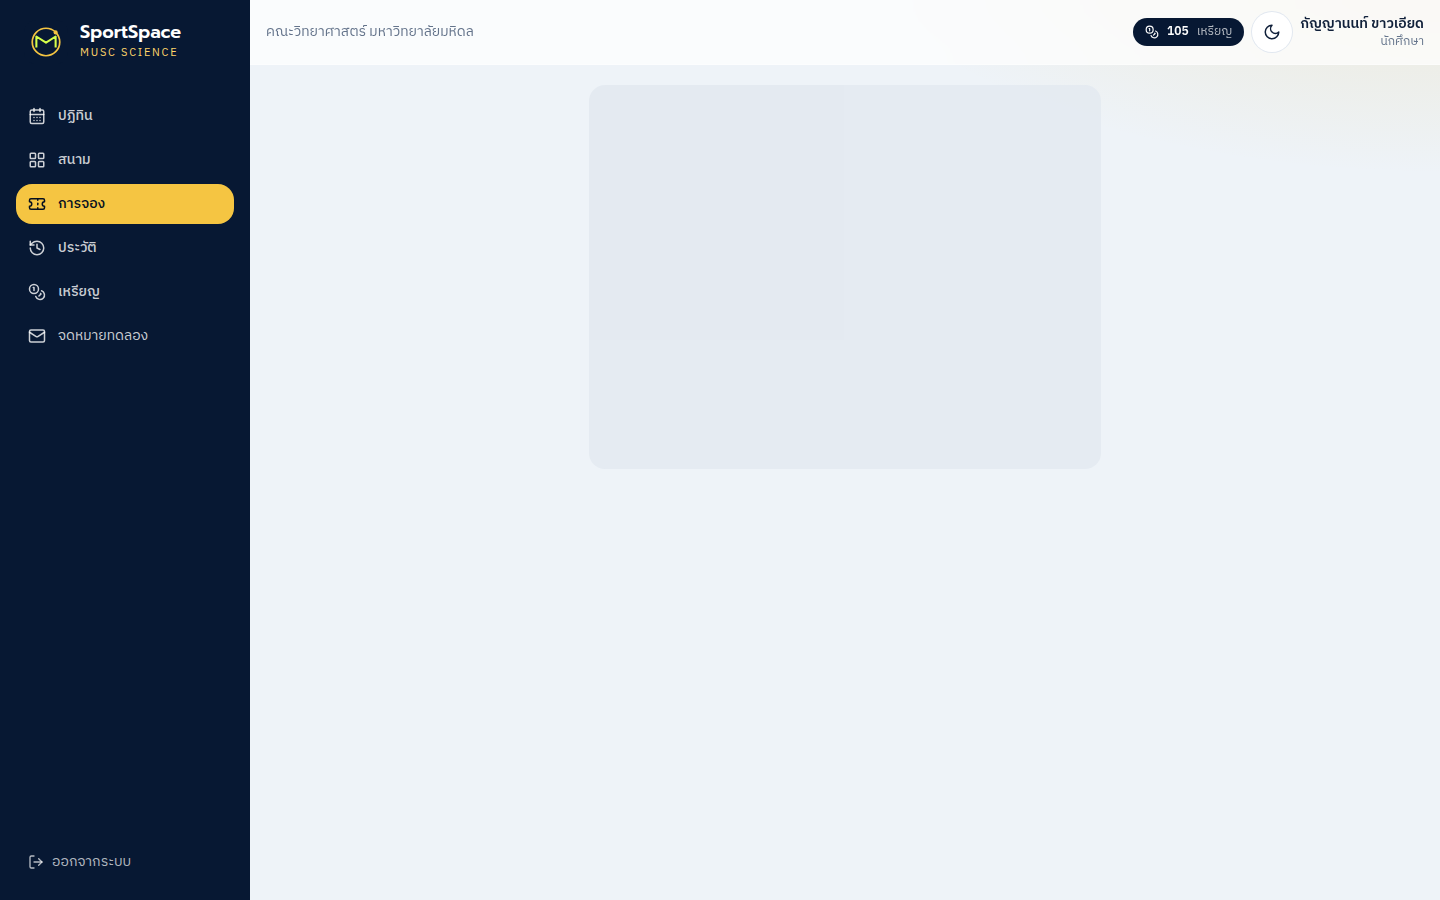 SportSpace
MUSC SCIENCE
ปฏิทิน
สนาม
การจอง
ประวัติ
เหรียญ
จดหมายทดลอง
ออกจากระบบ
คณะวิทยาศาสตร์ มหาวิทยาลัยมหิดล
105 เหรียญ
กัญญานนท์ ขาวเอียด
นักศึกษา